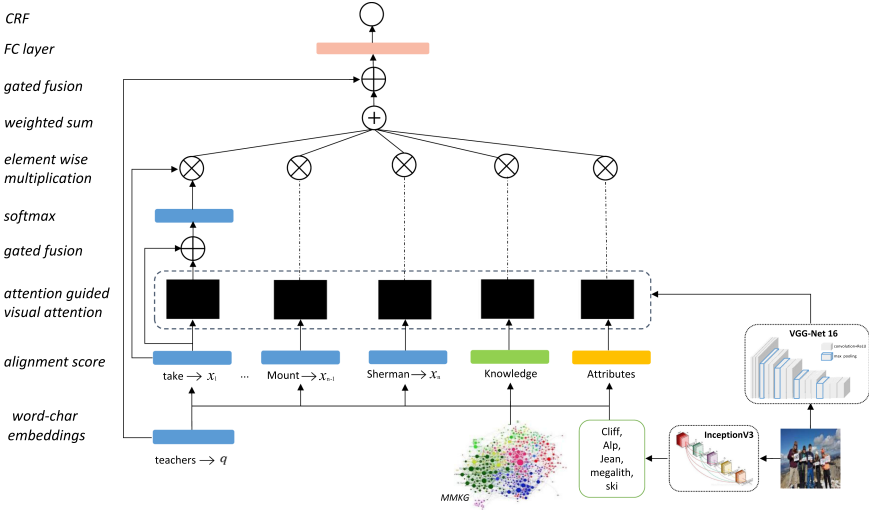 CRF
FC layer
gated fusion
weighted sum
element wise
multiplication
softmax
gated fusion
attention guided
visual attention
alignment score
word-char
embeddings
take → x₁
...
Mount → xₙ₋₁
Sherman → xₙ
Knowledge
Attributes
teachers → q
MMKG
Cliff,
Alp,
Jean,
megalith,
ski
InceptionV3
VGG-Net 16
convolution+ReLU
max pooling